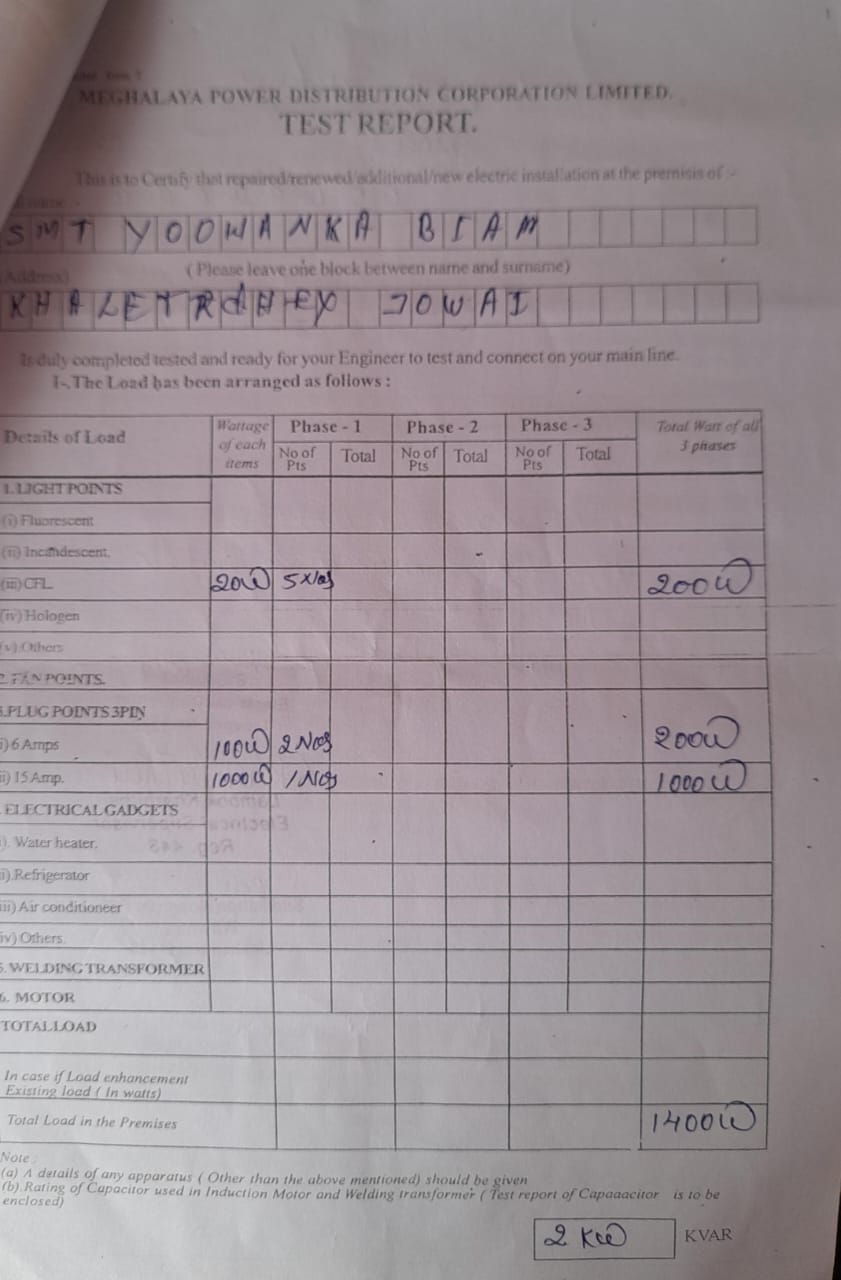 MEGHALAYA POWER DISTRIBUTION CORPORATION LIMITED.
TEST REPORT.
This is to Certify that repaired/renewed/additional/new electric installation at the premisis of :-
SMT YOOWANKA BIAM
(Address) (Please leave one block between name and surname)
JOWAI
Is duly completed tested and ready for your Engineer to test and connect on your main line.
1-.The Load has been arranged as follows :
Details of Load Wattage of each items Phase - 1 Phase - 2 Phase - 3 Total Watt of all 3 phases
No of Pts Total No of Pts Total No of Pts Total
1. LIGHT POINTS
(i) Fluorescent
(ii) Incandescent.
(iii) CFL 20W 5 Nos 200W
(iv) Hologen
(v) Others
2. FAN POINTS.
.PLUG POINTS 3PIN
i) 6 Amps 100W 2Nos 200W
ii) 15 Amp. 1000W 1Nos 1000W
. ELECTRICAL GADGETS
). Water heater.
i).Refrigerator
iii) Air conditioneer
iv) Others.
5. WELDING TRANSFORMER
6. MOTOR
TOTAL LOAD
In case if Load enhancement
Existing load ( In watts)
Total Load in the Premises 1400W
Note :
(a) A details of any apparatus ( Other than the above mentioned) should be given
(b).Rating of Capacitor used in Induction Motor and Welding transformer ( Test report of Capaaacitor is to be
enclosed)
2 KW KVAR